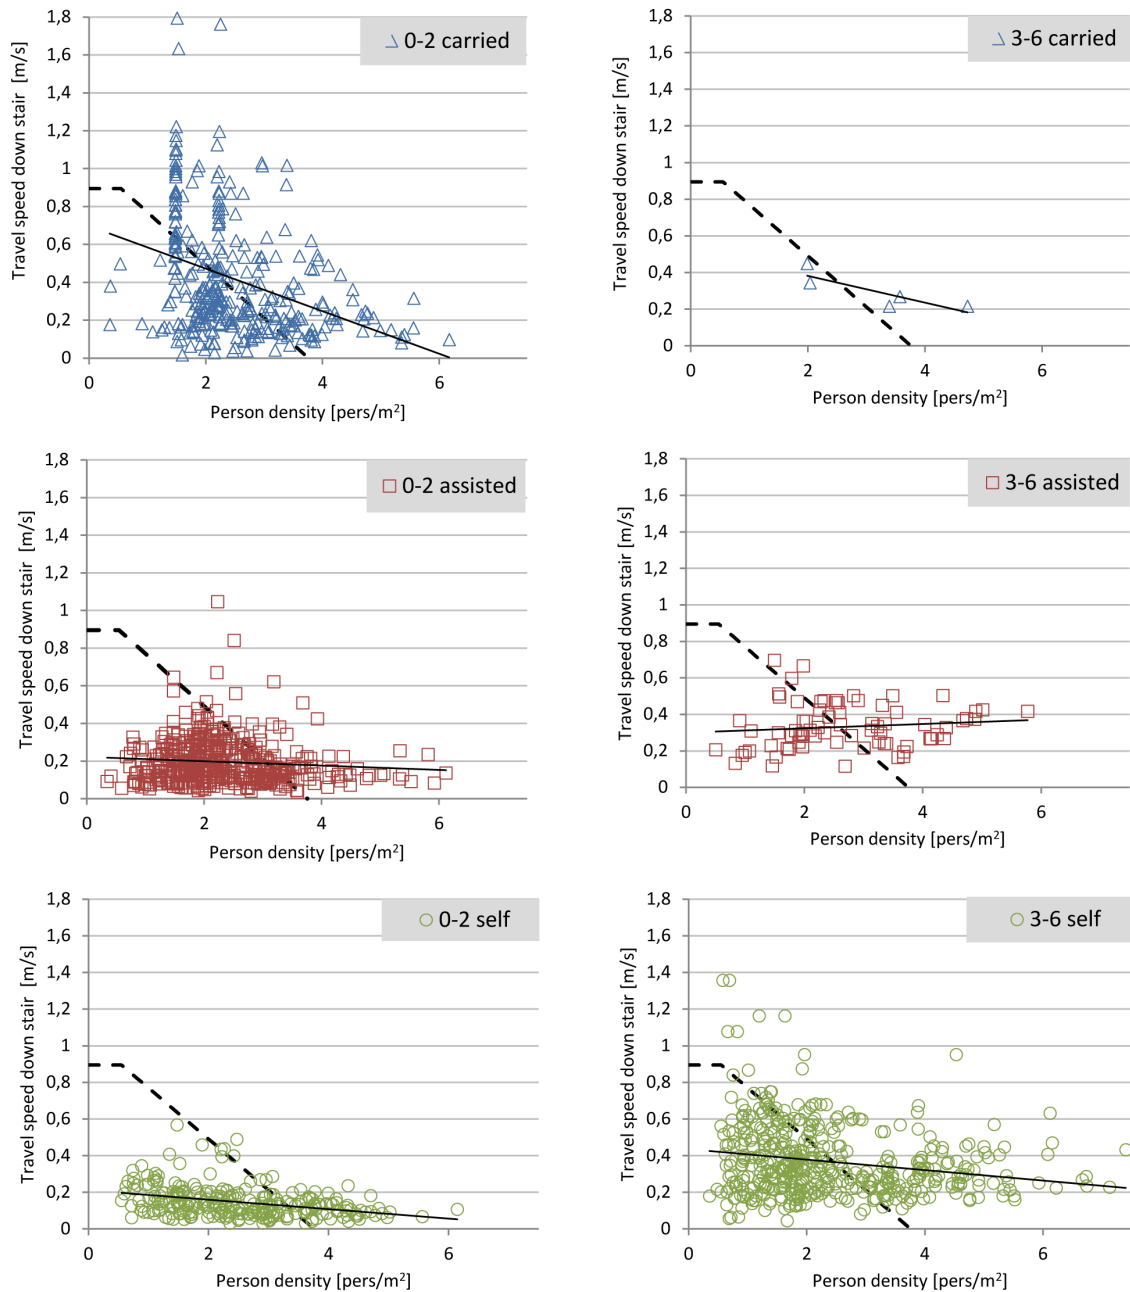 0-2 carried
Travel speed down stair [m/s]
1,8
1,6
1,4
1,2
1
0,8
0,6
0,4
0,2
0
0 2 4 6
Person density [pers/m²]
3-6 carried
Travel speed down stair [m/s]
1,8
1,6
1,4
1,2
1
0,8
0,6
0,4
0,2
0
0 2 4 6
Person density [pers/m²]
0-2 assisted
Travel speed down stair [m/s]
1,8
1,6
1,4
1,2
1
0,8
0,6
0,4
0,2
0
0 2 4 6
Person density [pers/m²]
3-6 assisted
Travel speed down stair [m/s]
1,8
1,6
1,4
1,2
1
0,8
0,6
0,4
0,2
0
0 2 4 6
Person density [pers/m²]
0-2 self
Travel speed down stair [m/s]
1,8
1,6
1,4
1,2
1
0,8
0,6
0,4
0,2
0
0 2 4 6
Person density [pers/m²]
3-6 self
Travel speed down stair [m/s]
1,8
1,6
1,4
1,2
1
0,8
0,6
0,4
0,2
0
0 2 4 6
Person density [pers/m²]